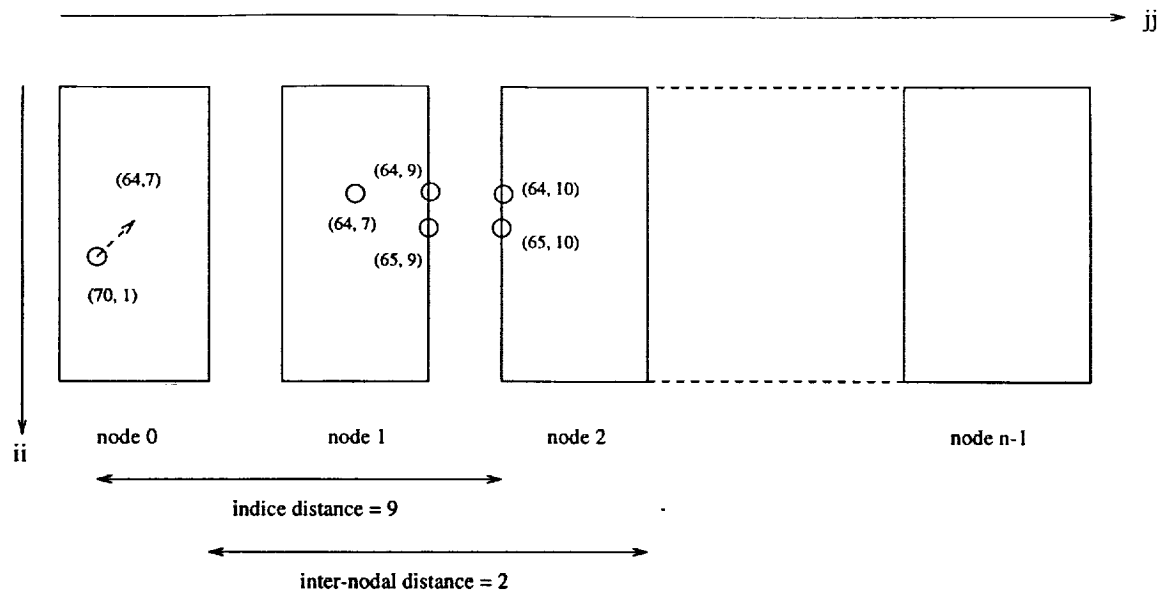 jj
(64, 9)
(64,7)
(64, 10)
(64, 7)
(65, 10)
(65, 9)
(70, 1)
node 0
node 1
node 2
node n-1
ii
indice distance = 9
inter-nodal distance = 2